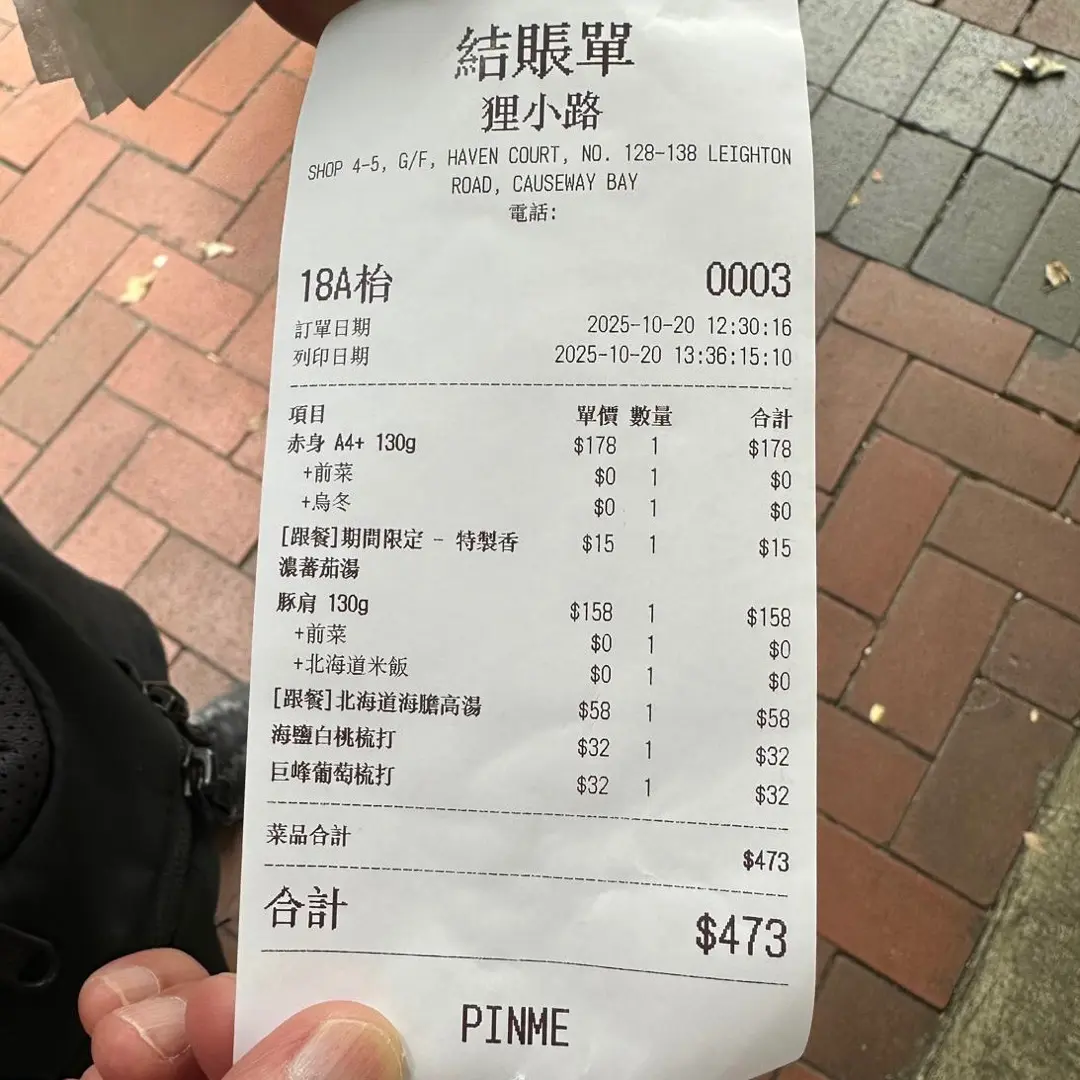 結賬單
狸小路
SHOP 4-5, G/F, HAVEN COURT, NO. 128-138 LEIGHTON
ROAD, CAUSEWAY BAY
電話:
18A枱 0003
訂單日期 2025-10-20 12:30:16
列印日期 2025-10-20 13:36:15:10
項目 單價 數量 合計
赤身 A4+ 130g $178 1 $178
+前菜 $0 1 $0
+烏冬 $0 1 $0
[跟餐]期間限定 - 特製香 $15 1 $15
濃蕃茄湯
豚肩 130g $158 1 $158
+前菜 $0 1 $0
+北海道米飯 $0 1 $0
[跟餐]北海道海膽高湯 $58 1 $58
海鹽白桃梳打 $32 1 $32
巨峰葡萄梳打 $32 1 $32
菜品合計 $473
合計 $473
PINME